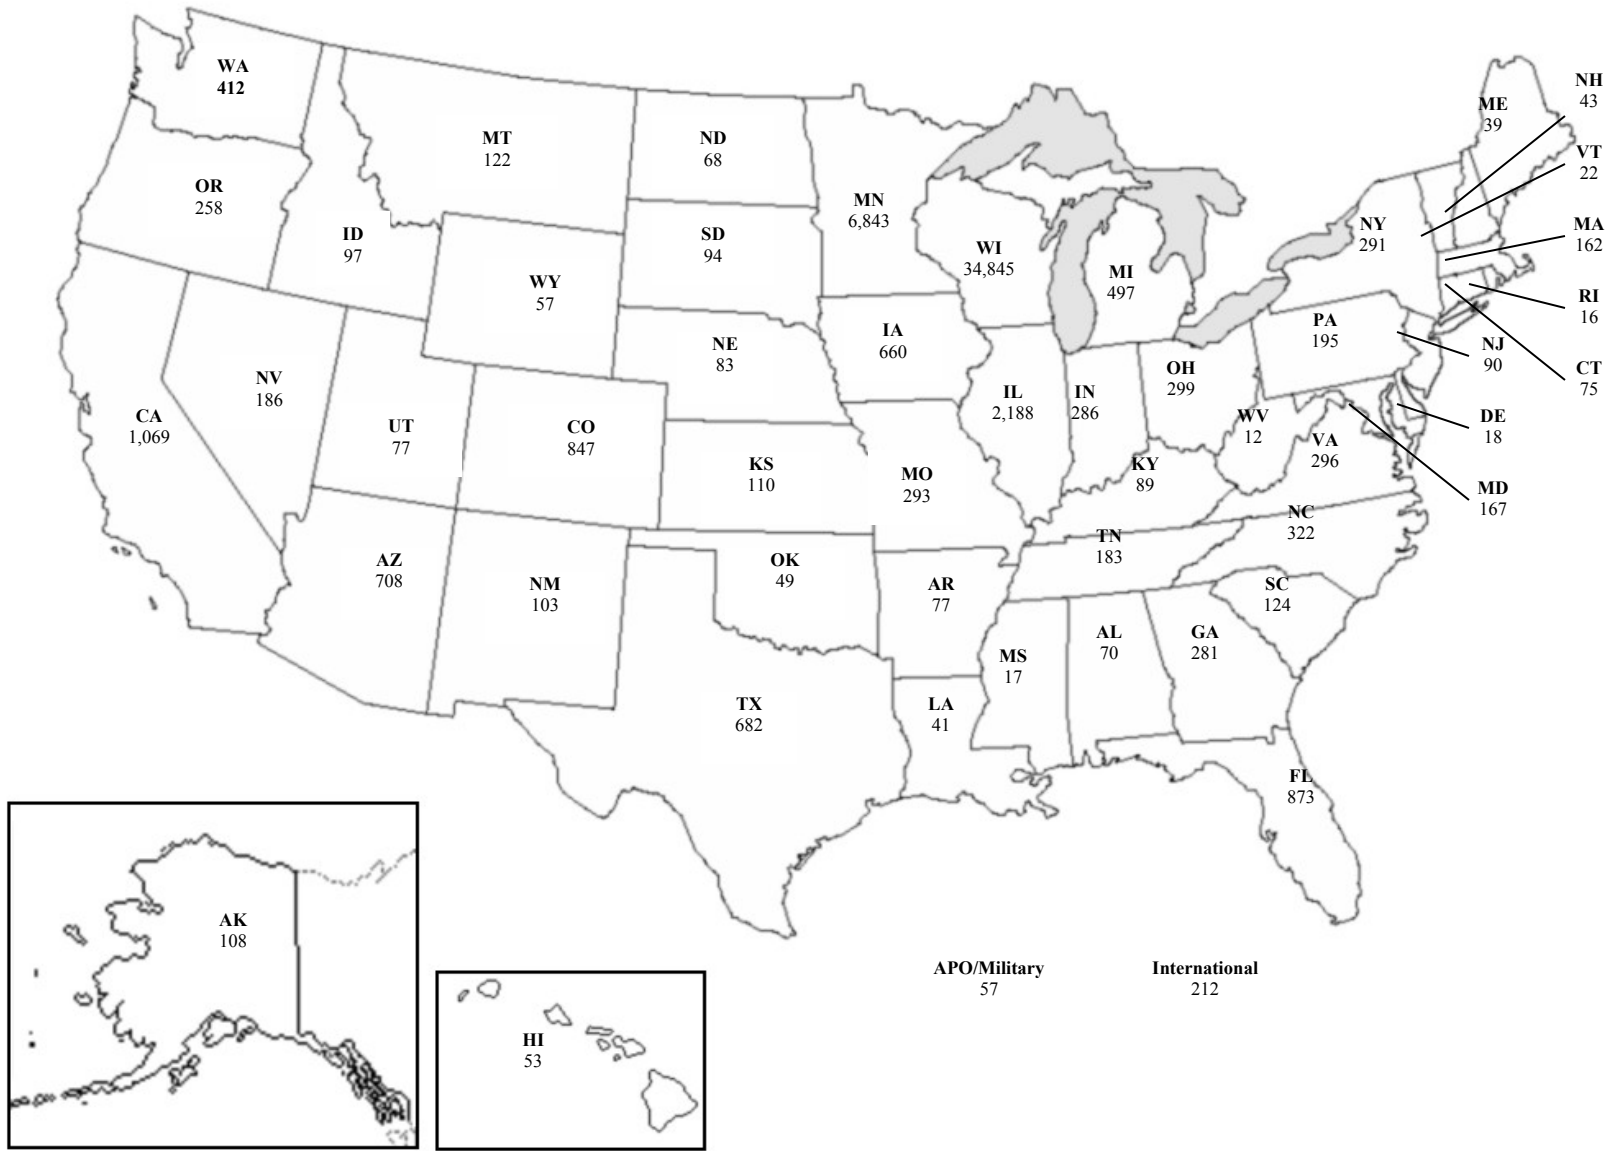 WA
412
OR
258
CA
1,069
NV
186
ID
97
MT
122
WY
57
UT
77
AZ
708
CO
847
NM
103
ND
68
SD
94
NE
83
KS
110
OK
49
TX
682
MN
6,843
IA
660
MO
293
AR
77
LA
41
WI
34,845
IL
2,188
MI
497
IN
286
OH
299
KY
89
TN
183
MS
17
AL
70
GA
281
FL
873
SC
124
NC
322
VA
296
WV
12
PA
195
NY
291
ME
39
NH
43
VT
22
MA
162
RI
16
CT
75
NJ
90
DE
18
MD
167
AK
108
HI
53
APO/Military
57
International
212